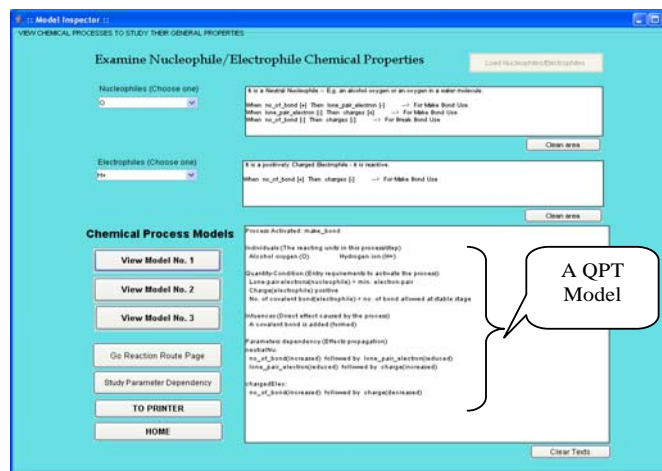 :: Model Inspector ::
VIEW CHEMICAL PROCESSES TO STUDY THEIR GENERAL PROPERTIES
Examine Nucleophile/Electrophile Chemical Properties
Load Nucleophiles/Electrophiles
Nucleophiles (Choose one)
O
It is a Neutral Nucleophile -- E.g. an alcohol oxygen or an oxygen in a water molecule.
When no_of_bond [+] Then lone_pair_electron [-] --> For Make Bond Use
When lone_pair_electron [-] Then charges [+] --> For Make Bond Use
When no_of_bond [-] Then charges [-] --> For Break Bond Use
Clean area
Electrophiles (Choose one)
H+
It is a positively Charged Electrophile - it is reactive.
When no_of_bond [+] Then charges [-] --> For Make Bond Use
Clean area
Chemical Process Models
View Model No. 1
View Model No. 2
View Model No. 3
Go Reaction Route Page
Study Parameter Dependency
TO PRINTER
HOME
Process Activated: make_bond
Individuals (The reacting units in this process/step)
Alcohol oxygen (O) Hydrogen ion (H+)
Quantity-Condition (Entry requirements to activate the process)
Lone-pair-electrons(nucleophile) > min. electron pair
Charge(electrophile) positive
No. of covalent bond(electrophile) < no. of bond allowed at stable stage
Influences (Direct effect caused by the process)
A covalent bond is added (formed)
Parameters dependency (Effects propagation)
neutralNu:
no_of_bond(increased) followed by lone_pair_electron(reduced)
lone_pair_electron(reduced) followed by charge(increased)
chargedElec:
no_of_bond(increased) followed by charge(decreased)
A QPT
Model
Clear Texts